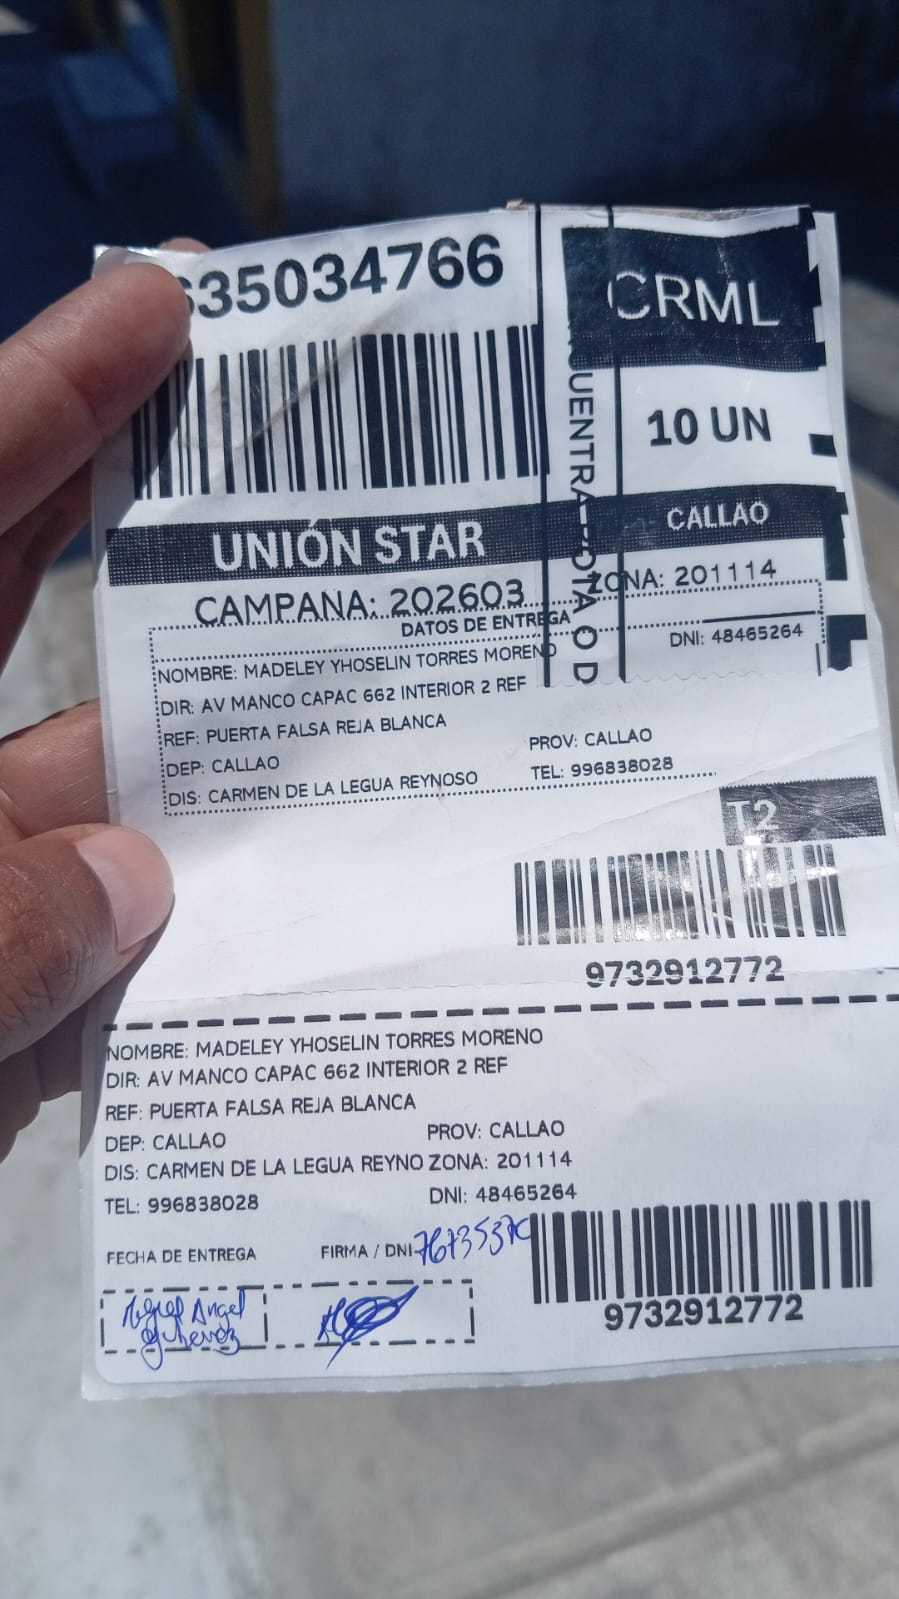 635034766
CRML
10 UN
UNIÓN STAR
CALLAO
CAMPAÑA: 202603
ZONA: 201114
DATOS DE ENTREGA
NOMBRE: MADELEY YHOSELIN TORRES MORENO
DNI: 48465264
DIR: AV MANCO CAPAC 662 INTERIOR 2 REF
REF: PUERTA FALSA REJA BLANCA
DEP: CALLAO
PROV: CALLAO
DIS: CARMEN DE LA LEGUA REYNOSO
TEL: 996838028
T2
9732912772
NOMBRE: MADELEY YHOSELIN TORRES MORENO
DIR: AV MANCO CAPAC 662 INTERIOR 2 REF
REF: PUERTA FALSA REJA BLANCA
DEP: CALLAO
PROV: CALLAO
DIS: CARMEN DE LA LEGUA REYNO ZONA: 201114
TEL: 996838028
DNI: 48465264
FECHA DE ENTREGA
FIRMA / DNI
Angel
9732912772